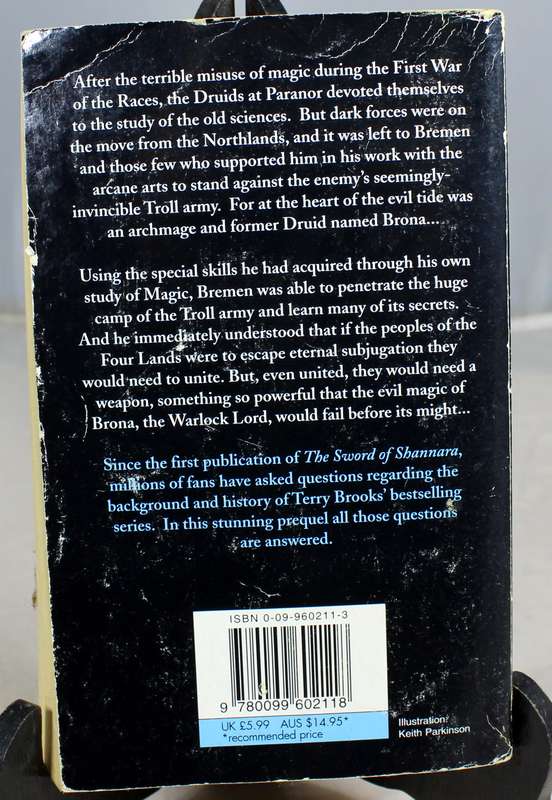 After the terrible misuse of magic during the First War
of the Races, the Druids at Paranor devoted themselves
to the study of the old sciences. But dark forces were on
the move from the Northlands, and it was left to Bremen
and those few who supported him in his work with the
arcane arts to stand against the enemy's seemingly-
invincible Troll army. For at the heart of the evil tide was
an archmage and former Druid named Brona...
Using the special skills he had acquired through his own
study of Magic, Bremen was able to penetrate the huge
camp of the Troll army and learn many of its secrets.
And he immediately understood that if the peoples of the
Four Lands were to escape eternal subjugation they
would need to unite. But, even united, they would need a
weapon, something so powerful that the evil magic of
Brona, the Warlock Lord, would fail before its might...
Since the first publication of The Sword of Shannara,
millions of fans have asked questions regarding the
background and history of Terry Brooks' bestselling
series. In this stunning prequel all those questions
are answered.
ISBN 0-09-960211-3
9 780099 602118
UK £5.99 AUS $14.95*
*recommended price
Illustration:
Keith Parkinson